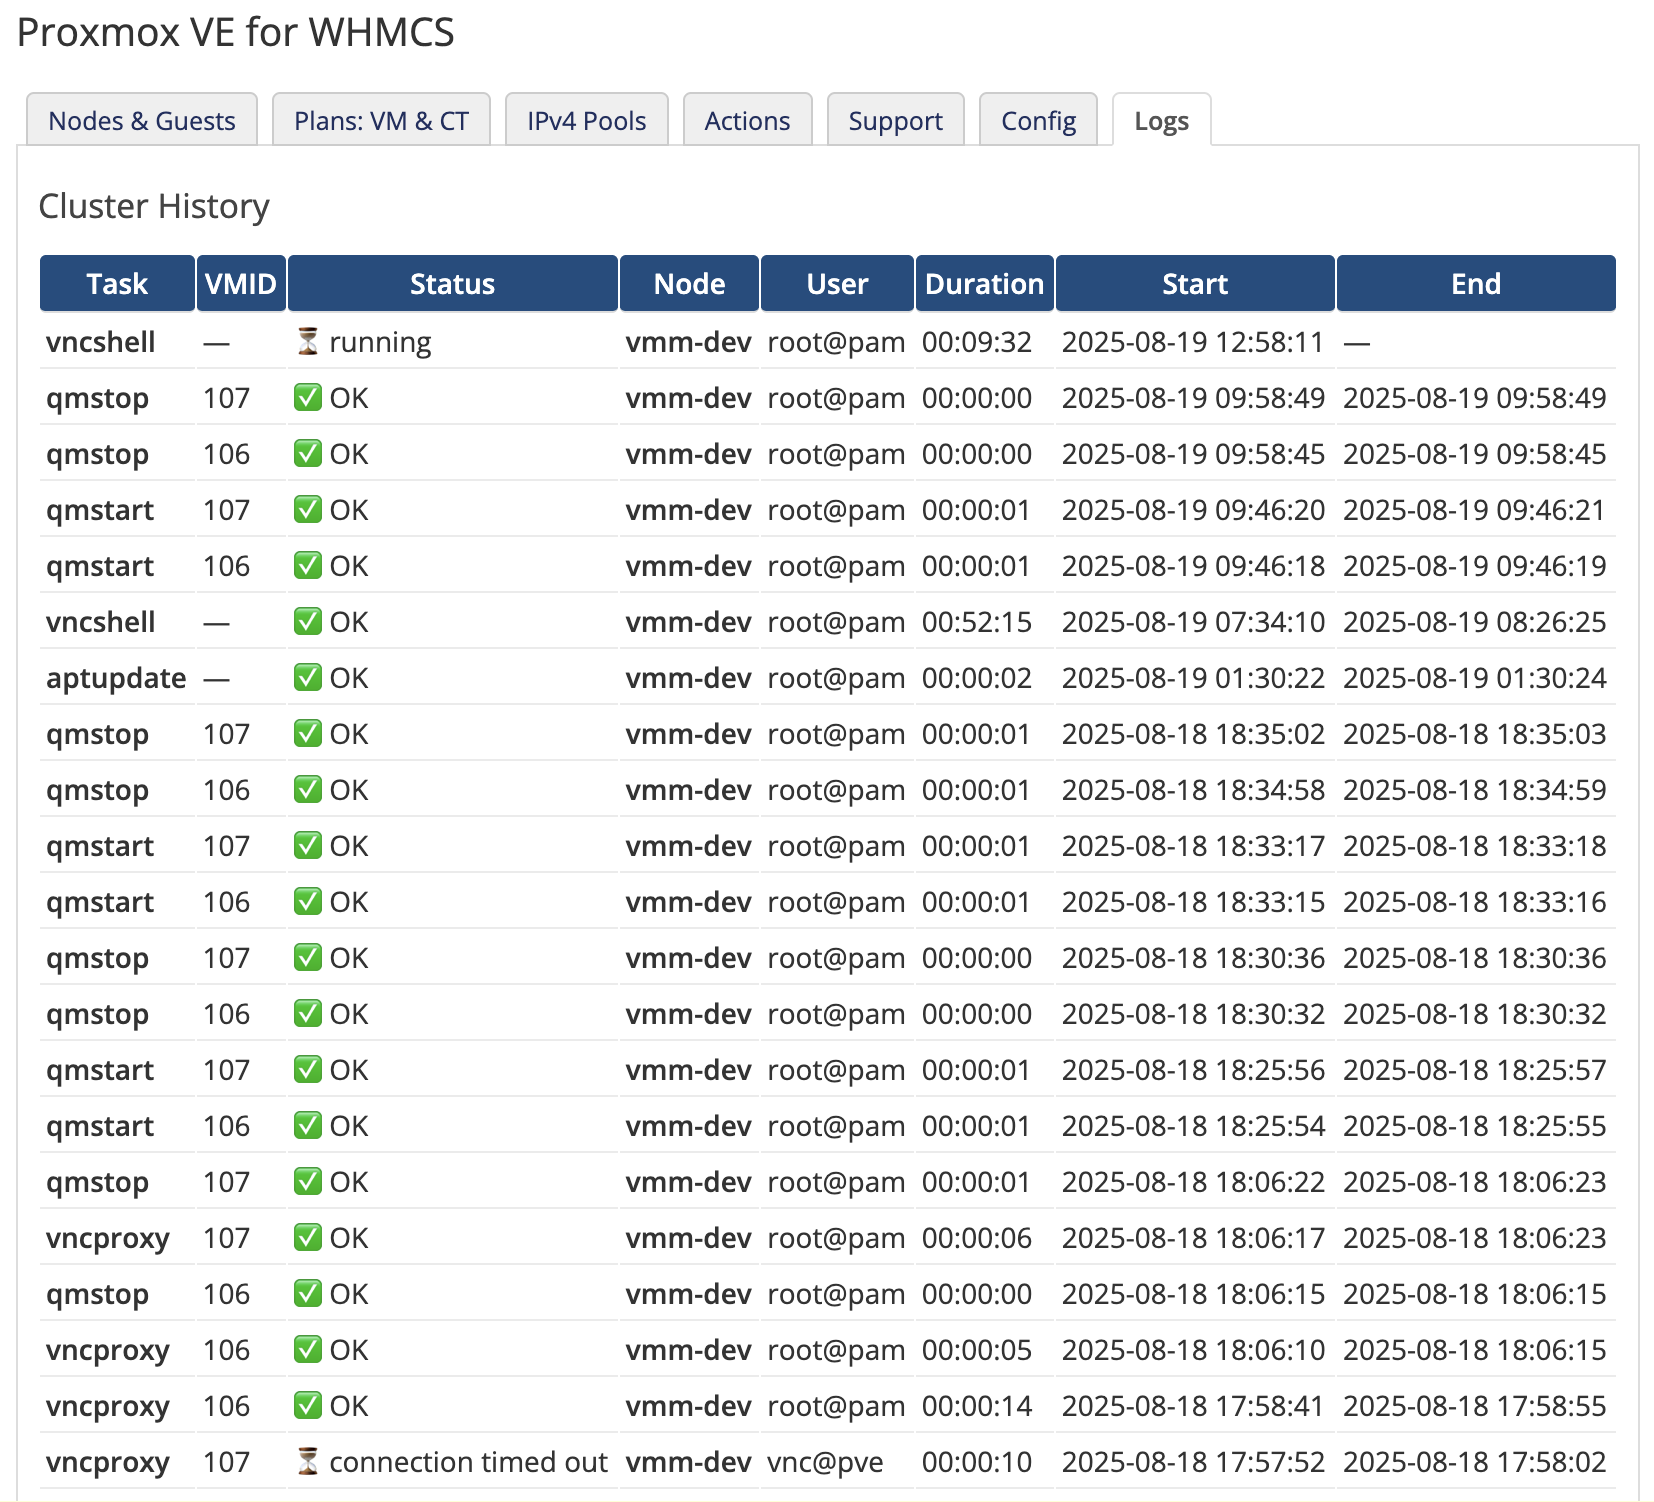 Proxmox VE for WHMCS
Nodes & Guests Plans: VM & CT IPv4 Pools Actions Support Config Logs
Cluster History
Task VMID Status Node User Duration Start End
vncshell — ⏳ running vmm-dev root@pam 00:09:32 2025-08-19 12:58:11 —
qmstop 107 ✅ OK vmm-dev root@pam 00:00:00 2025-08-19 09:58:49 2025-08-19 09:58:49
qmstop 106 ✅ OK vmm-dev root@pam 00:00:00 2025-08-19 09:58:45 2025-08-19 09:58:45
qmstart 107 ✅ OK vmm-dev root@pam 00:00:01 2025-08-19 09:46:20 2025-08-19 09:46:21
qmstart 106 ✅ OK vmm-dev root@pam 00:00:01 2025-08-19 09:46:18 2025-08-19 09:46:19
vncshell — ✅ OK vmm-dev root@pam 00:52:15 2025-08-19 07:34:10 2025-08-19 08:26:25
aptupdate — ✅ OK vmm-dev root@pam 00:00:02 2025-08-19 01:30:22 2025-08-19 01:30:24
qmstop 107 ✅ OK vmm-dev root@pam 00:00:01 2025-08-18 18:35:02 2025-08-18 18:35:03
qmstop 106 ✅ OK vmm-dev root@pam 00:00:01 2025-08-18 18:34:58 2025-08-18 18:34:59
qmstart 107 ✅ OK vmm-dev root@pam 00:00:01 2025-08-18 18:33:17 2025-08-18 18:33:18
qmstart 106 ✅ OK vmm-dev root@pam 00:00:01 2025-08-18 18:33:15 2025-08-18 18:33:16
qmstop 107 ✅ OK vmm-dev root@pam 00:00:00 2025-08-18 18:30:36 2025-08-18 18:30:36
qmstop 106 ✅ OK vmm-dev root@pam 00:00:00 2025-08-18 18:30:32 2025-08-18 18:30:32
qmstart 107 ✅ OK vmm-dev root@pam 00:00:01 2025-08-18 18:25:56 2025-08-18 18:25:57
qmstart 106 ✅ OK vmm-dev root@pam 00:00:01 2025-08-18 18:25:54 2025-08-18 18:25:55
qmstop 107 ✅ OK vmm-dev root@pam 00:00:01 2025-08-18 18:06:22 2025-08-18 18:06:23
vncproxy 107 ✅ OK vmm-dev root@pam 00:00:06 2025-08-18 18:06:17 2025-08-18 18:06:23
qmstop 106 ✅ OK vmm-dev root@pam 00:00:00 2025-08-18 18:06:15 2025-08-18 18:06:15
vncproxy 106 ✅ OK vmm-dev root@pam 00:00:05 2025-08-18 18:06:10 2025-08-18 18:06:15
vncproxy 106 ✅ OK vmm-dev root@pam 00:00:14 2025-08-18 17:58:41 2025-08-18 17:58:55
vncproxy 107 ⏳ connection timed out vmm-dev vnc@pve 00:00:10 2025-08-18 17:57:52 2025-08-18 17:58:02